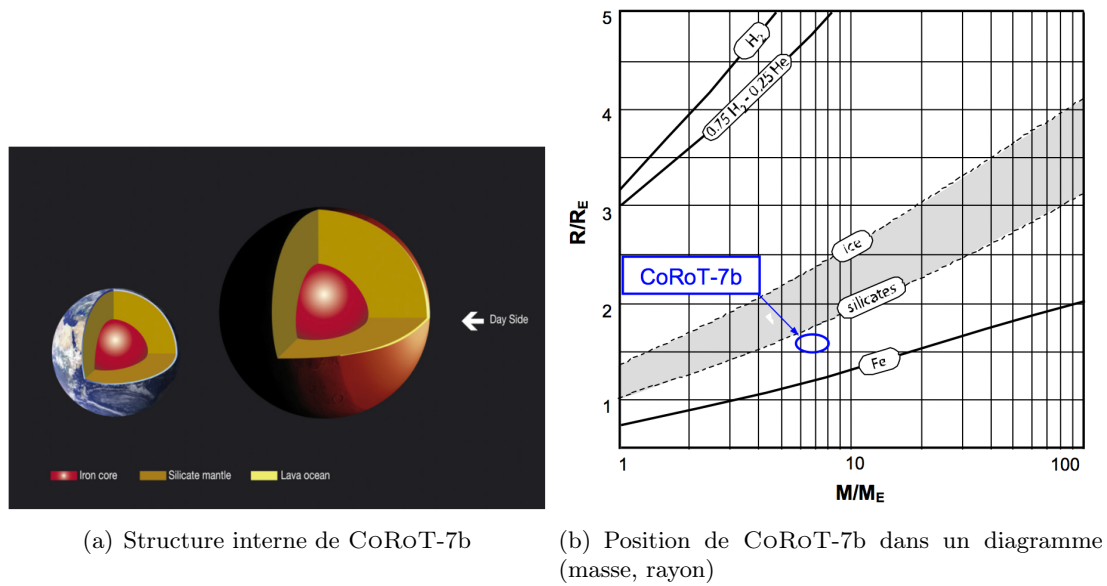 Day Side
Iron core
Silicate mantle
Lava ocean
(a) Structure interne de CoRoT-7b
R/RE
5
4
3
2
1
H2
0.75 H2 - 0.25 He
ice
CoRoT-7b
silicates
Fe
1
10
100
M/ME
(b) Position de CoRoT-7b dans un diagramme
(masse, rayon)